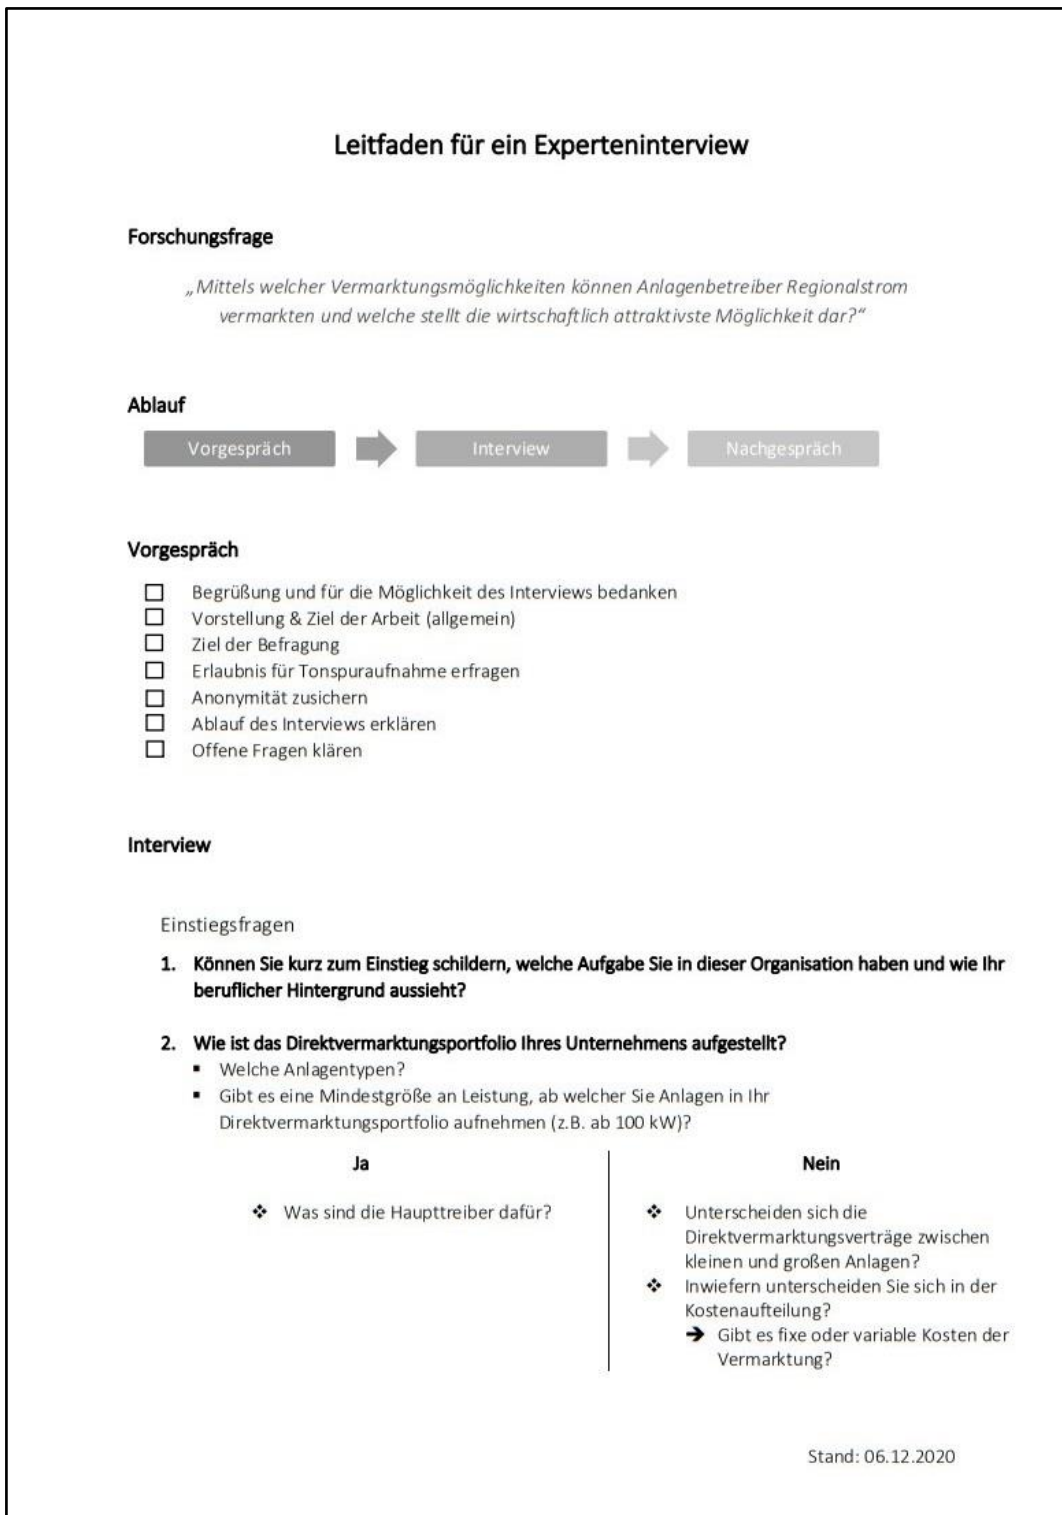 Leitfaden für ein Experteninterview
Forschungsfrage
„Mittels welcher Vermarktungsmöglichkeiten können Anlagenbetreiber Regionalstrom
vermarkten und welche stellt die wirtschaftlich attraktivste Möglichkeit dar?“
Ablauf
Vorgespräch
Interview
Nachgespräch
Vorgespräch
☐ Begrüßung und für die Möglichkeit des Interviews bedanken
☐ Vorstellung & Ziel der Arbeit (allgemein)
☐ Ziel der Befragung
☐ Erlaubnis für Tonspuraufnahme erfragen
☐ Anonymität zusichern
☐ Ablauf des Interviews erklären
☐ Offene Fragen klären
Interview
Einstiegsfragen
1. Können Sie kurz zum Einstieg schildern, welche Aufgabe Sie in dieser Organisation haben und wie Ihr
beruflicher Hintergrund aussieht?
2. Wie ist das Direktvermarktungsportfolio Ihres Unternehmens aufgestellt?
▪ Welche Anlagentypen?
▪ Gibt es eine Mindestgröße an Leistung, ab welcher Sie Anlagen in Ihr
Direktvermarktungsportfolio aufnehmen (z.B. ab 100 kW)?
Ja
❖ Was sind die Haupttreiber dafür?
Nein
❖ Unterscheiden sich die
Direktvermarktungsverträge zwischen
kleinen und großen Anlagen?
❖ Inwiefern unterscheiden Sie sich in der
Kostenaufteilung?
➔ Gibt es fixe oder variable Kosten der
Vermarktung?
Stand: 06.12.2020